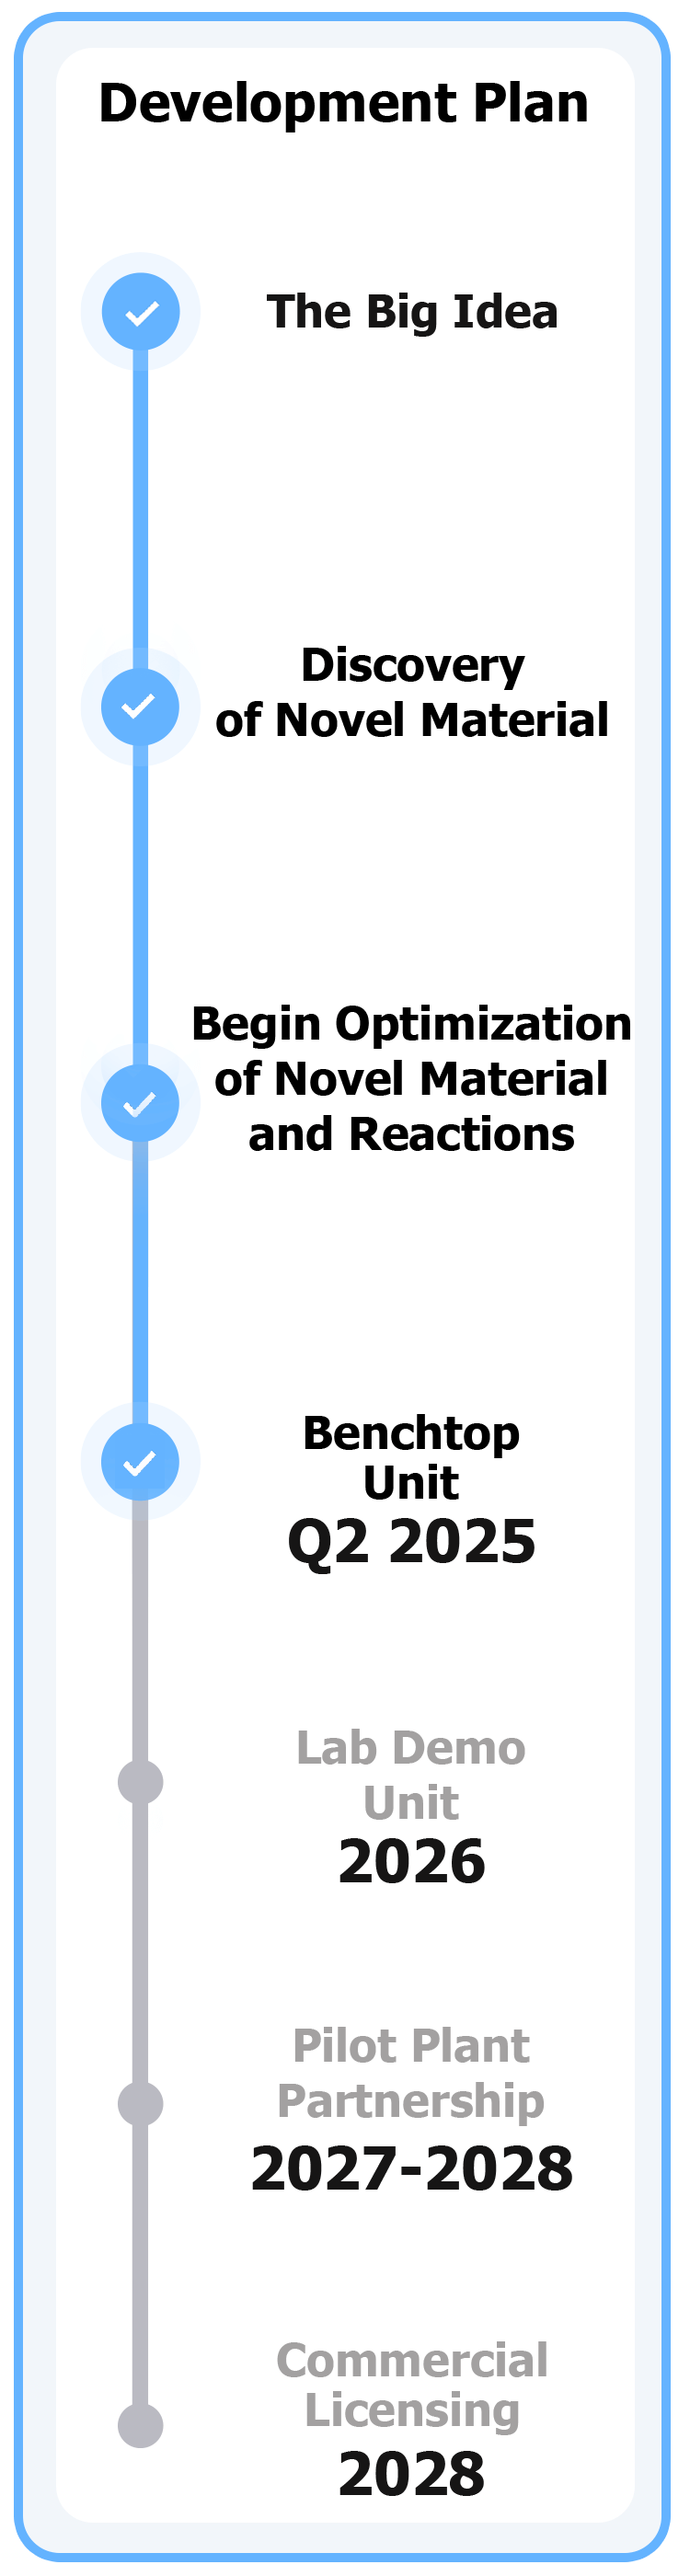 Development Plan
The Big Idea
Discovery
of Novel Material
Begin Optimization
of Novel Material
and Reactions
Benchtop
Unit
Q2 2025
Lab Demo
Unit
2026
Pilot Plant
Partnership
2027-2028
Commercial
Licensing
2028